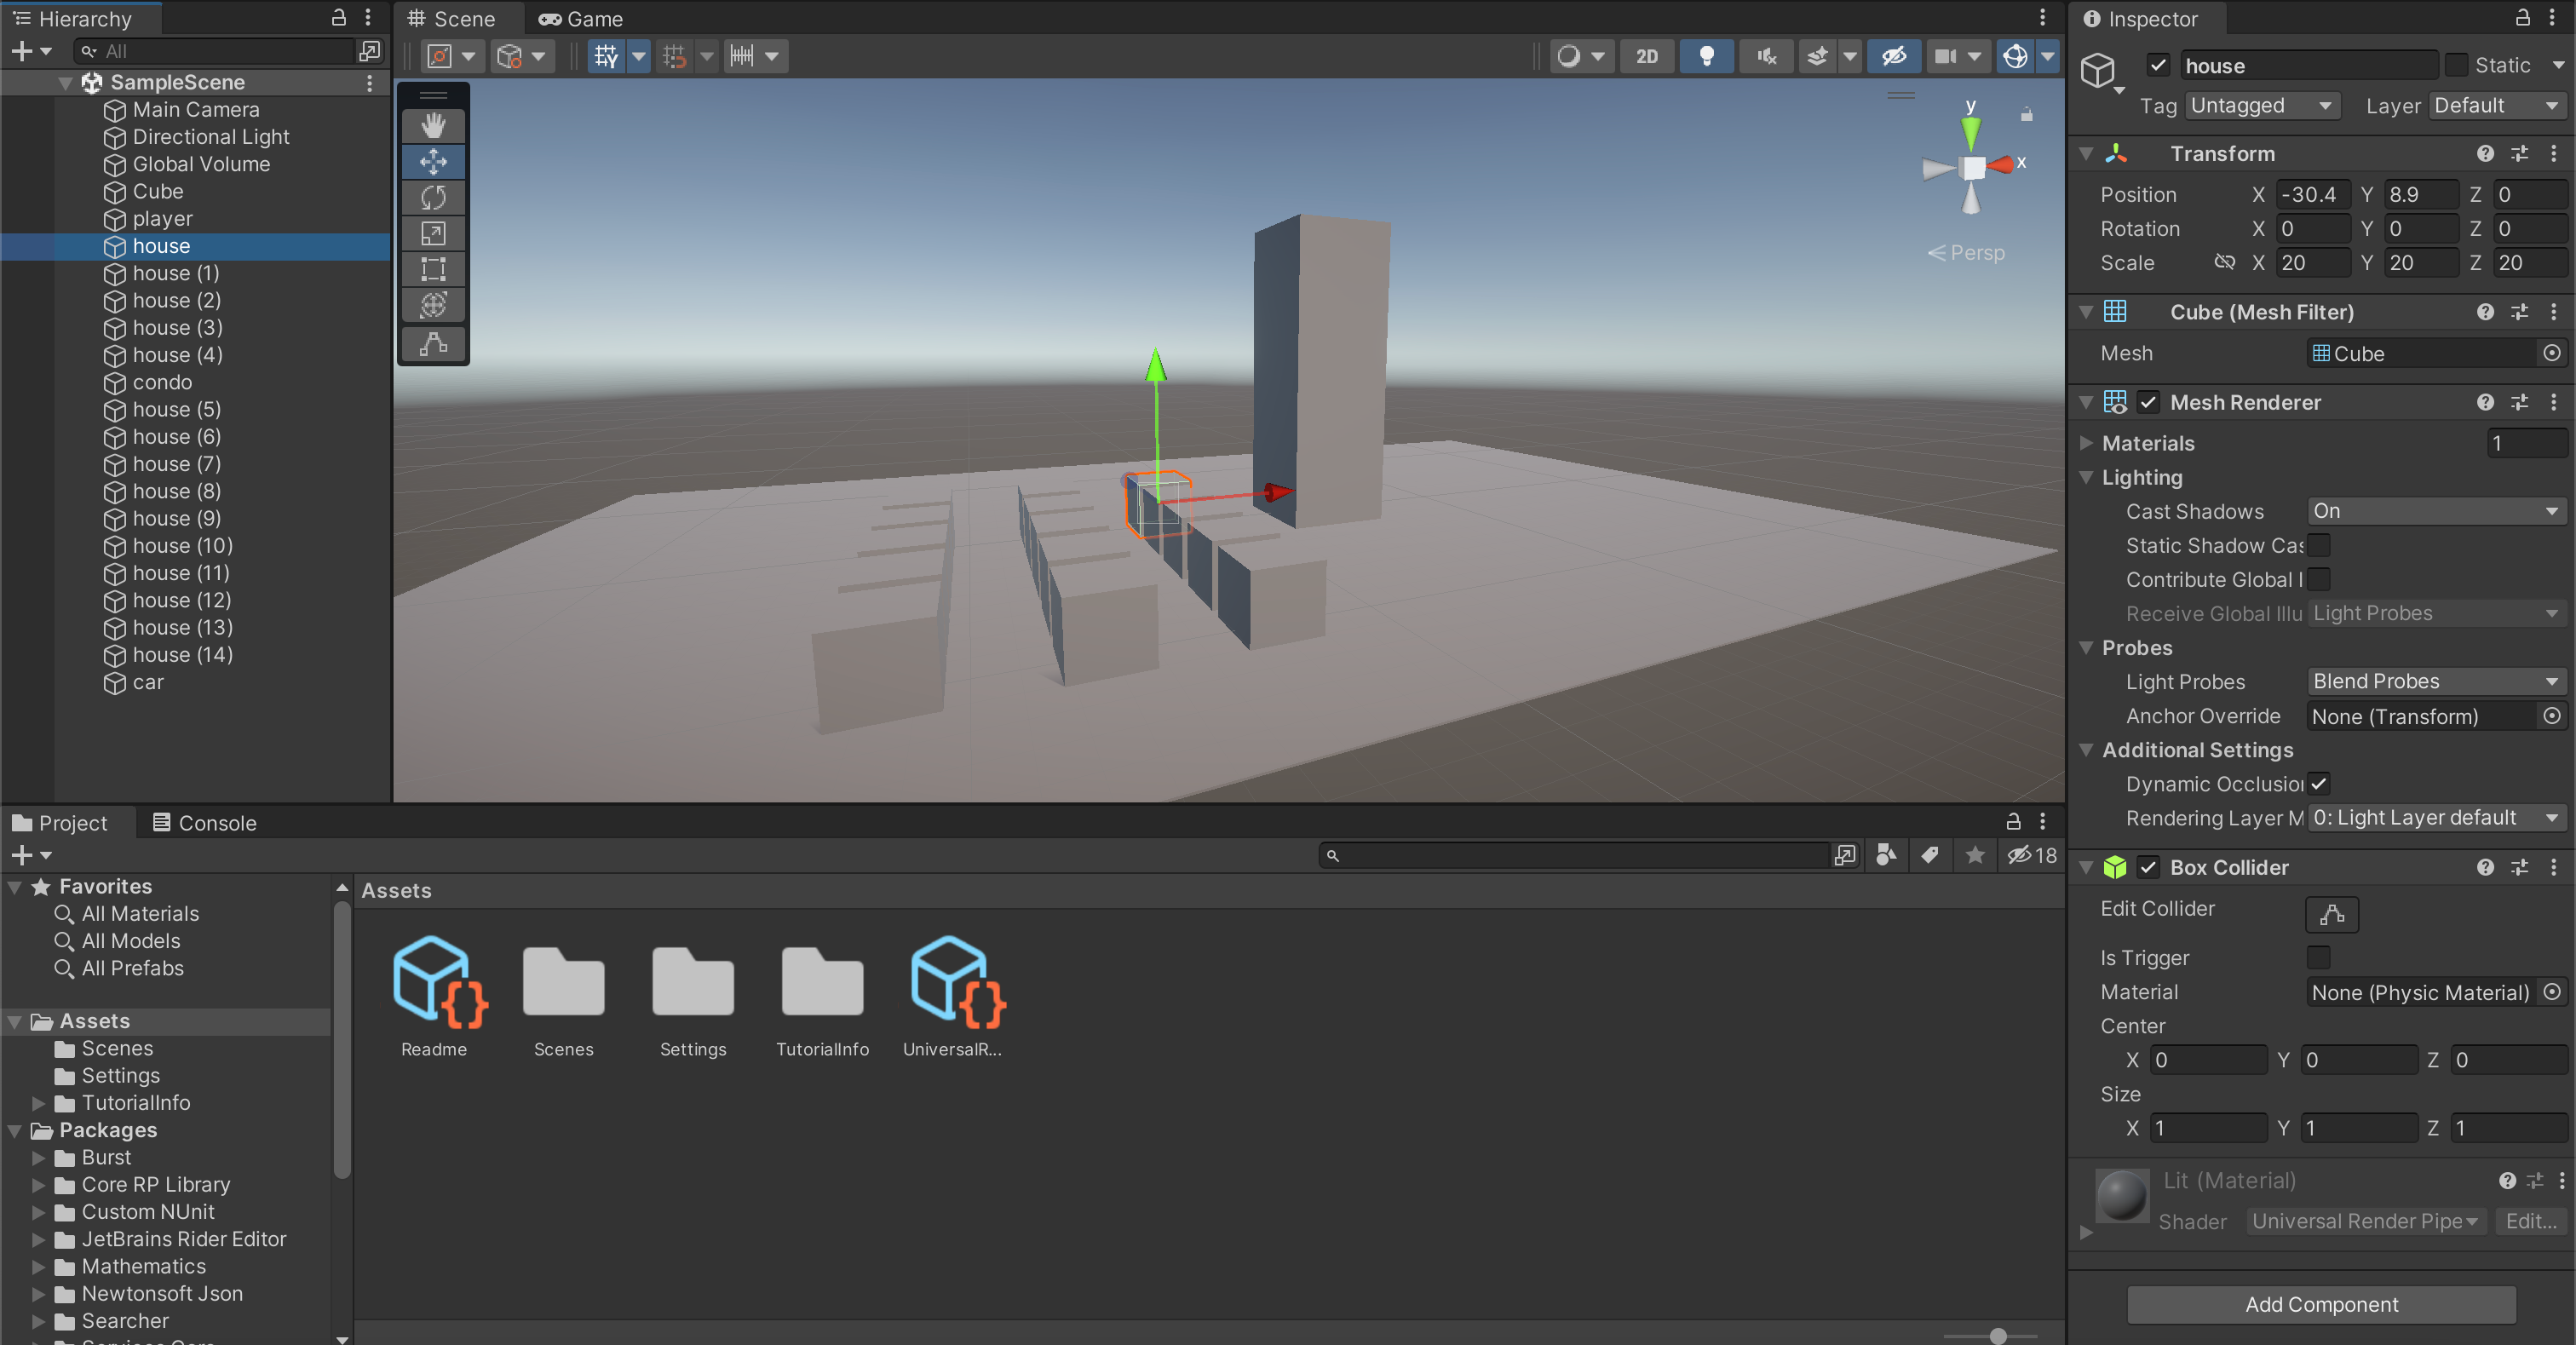 Hierarchy
All
SampleScene
Main Camera
Directional Light
Global Volume
Cube
player
house
house (1)
house (2)
house (3)
house (4)
condo
house (5)
house (6)
house (7)
house (8)
house (9)
house (10)
house (11)
house (12)
house (13)
house (14)
car
Scene Game
2D
y
x
Persp
Inspector
house Static
Tag Untagged Layer Default
Transform
Position X -30.4 Y 8.9 Z 0
Rotation X 0 Y 0 Z 0
Scale X 20 Y 20 Z 20
Cube (Mesh Filter)
Mesh Cube
Mesh Renderer
Materials 1
Lighting
Cast Shadows On
Static Shadow Cas
Contribute Global I
Receive Global Illu Light Probes
Probes
Light Probes Blend Probes
Anchor Override None (Transform)
Additional Settings
Dynamic Occlusion
Rendering Layer M 0: Light Layer default
Box Collider
Edit Collider
Is Trigger
Material None (Physic Material)
Center
X 0 Y 0 Z 0
Size
X 1 Y 1 Z 1
Lit (Material)
Shader Universal Render Pipe Edit...
Add Component
Project Console
18
Favorites
All Materials
All Models
All Prefabs
Assets
Scenes
Settings
TutorialInfo
Packages
Burst
Core RP Library
Custom NUnit
JetBrains Rider Editor
Mathematics
Newtonsoft Json
Searcher
Assets
Readme Scenes Settings TutorialInfo UniversalR...